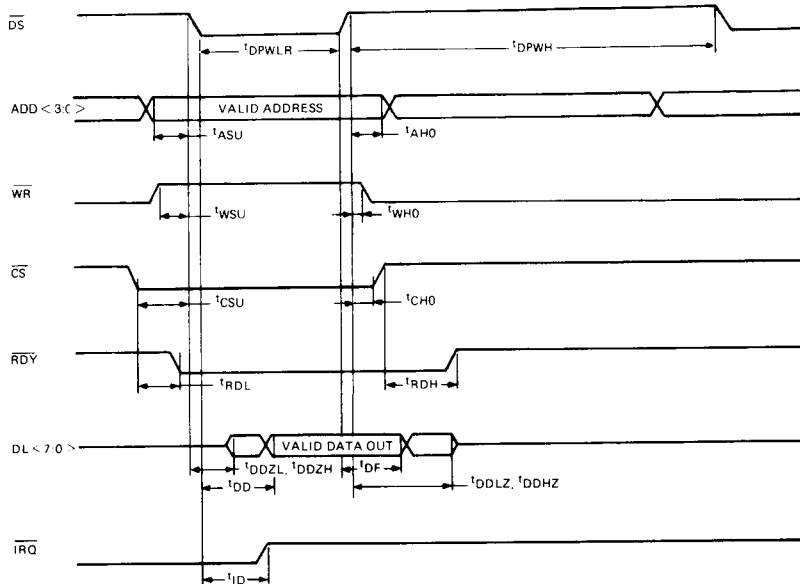 DS
tDPWLR
tDPWH
ADD < 3:0 >
VALID ADDRESS
tASU
tAH0
WR
tWSU
tWH0
CS
tCSU
tCH0
RDY
tRDL
tRDH
DL < 7:0 >
VALID DATA OUT
tDDZL, tDDZH
tDF
tDD
tDDLZ, tDDHZ
IRQ
tID